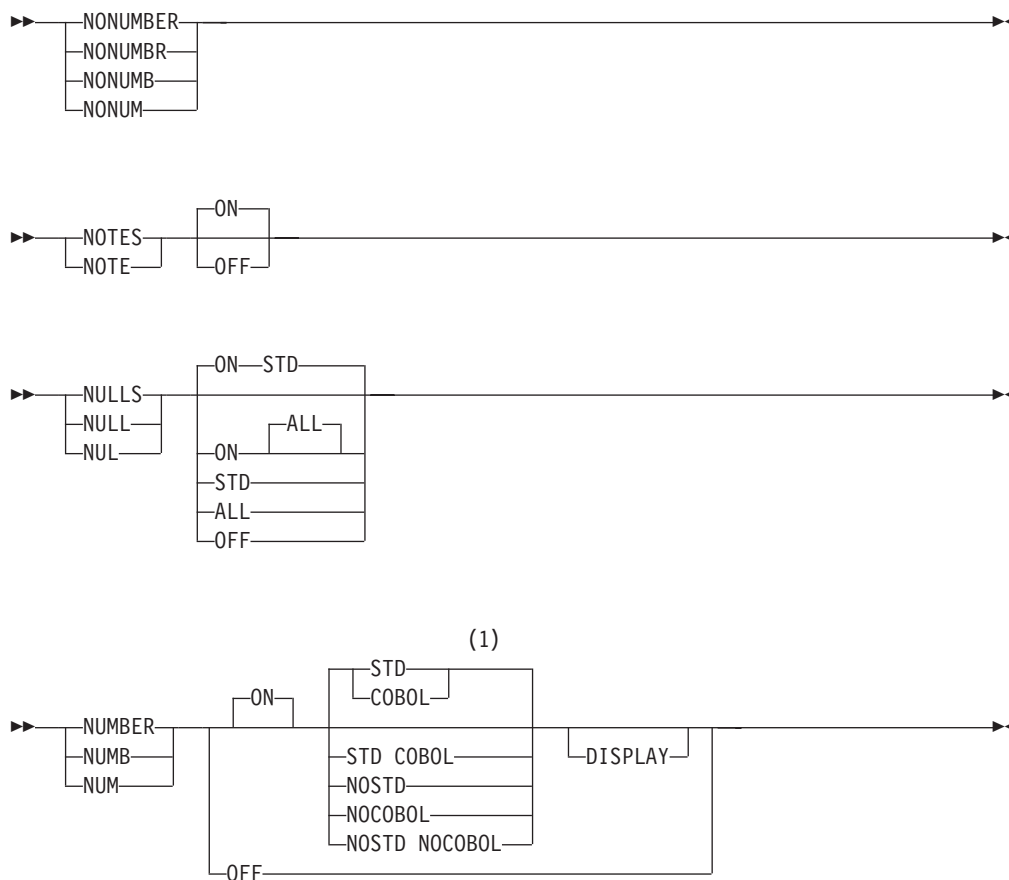 NONUMBER
NONUMBR
NONUMB
NONUM
ON
NOTES
NOTE OFF
ON STD
NULLS
NULL ALL
NUL ON
STD
ALL
OFF
(1)
STD
ON COBOL
NUMBER
NUMB STD COBOL DISPLAY
NUM NOSTD
NOCOBOL
NOSTD NOCOBOL
OFF